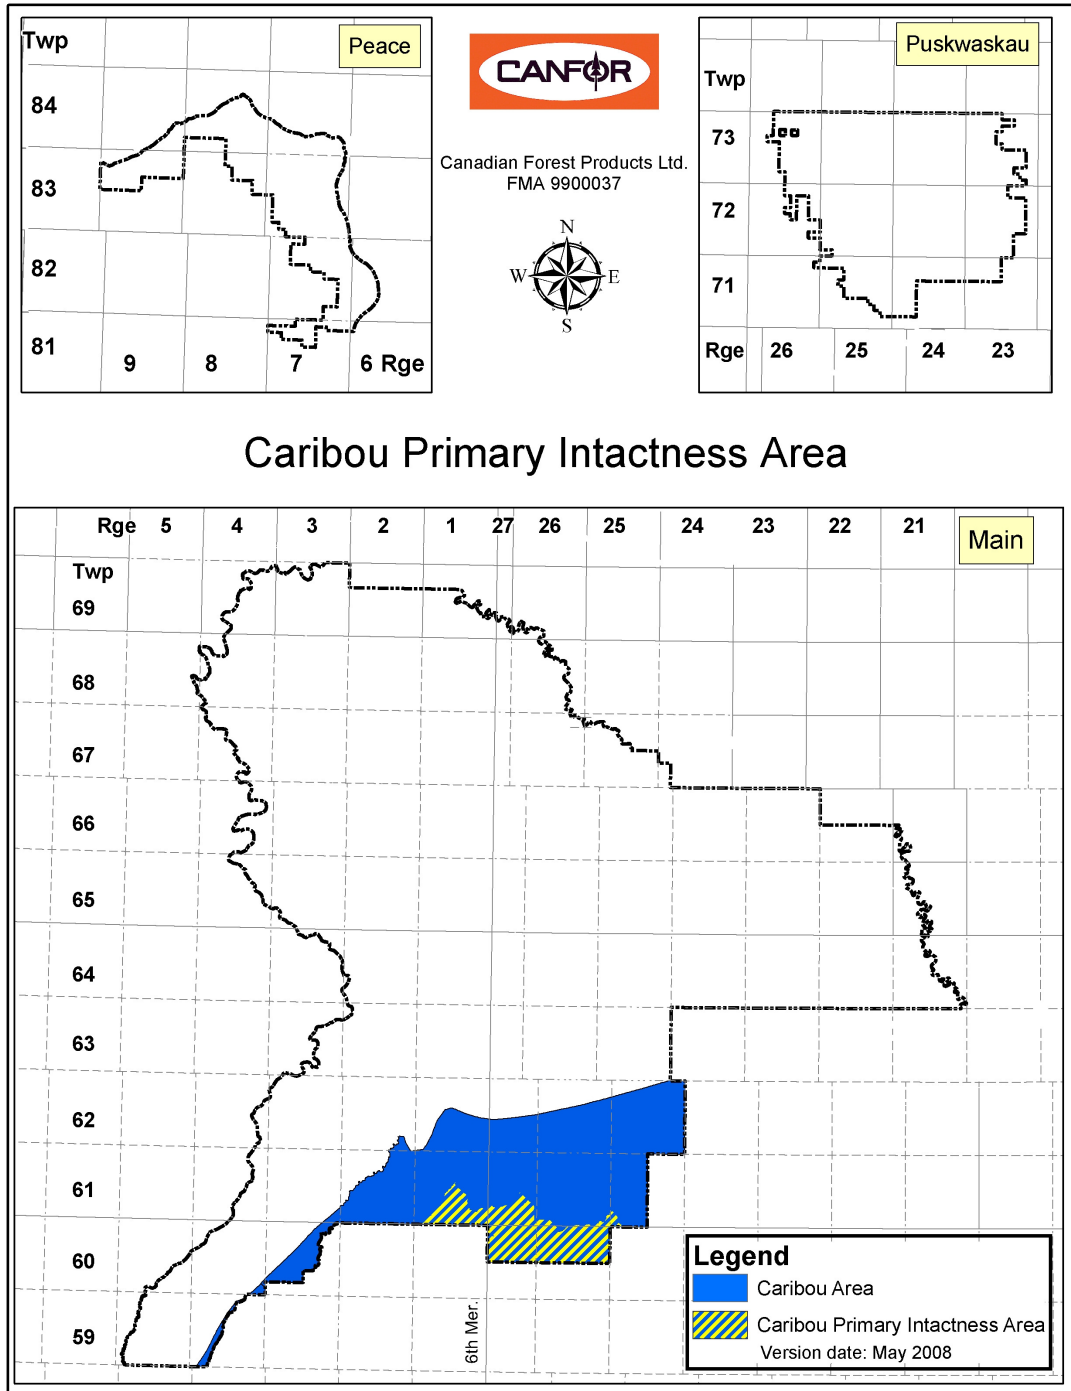 Twp
Peace
84
83
82
81
9 8 7 6 Rge
CANFOR
Canadian Forest Products Ltd.
FMA 9900037
N
W E
S
Puskwaskau
Twp
73
72
71
Rge 26 25 24 23
Caribou Primary Intactness Area
Rge 5 4 3 2 1 27 26 25 24 23 22 21
Main
Twp
69
68
67
66
65
64
63
62
61
60
59
6th Mer.
Legend
Caribou Area
Caribou Primary Intactness Area
Version date: May 2008